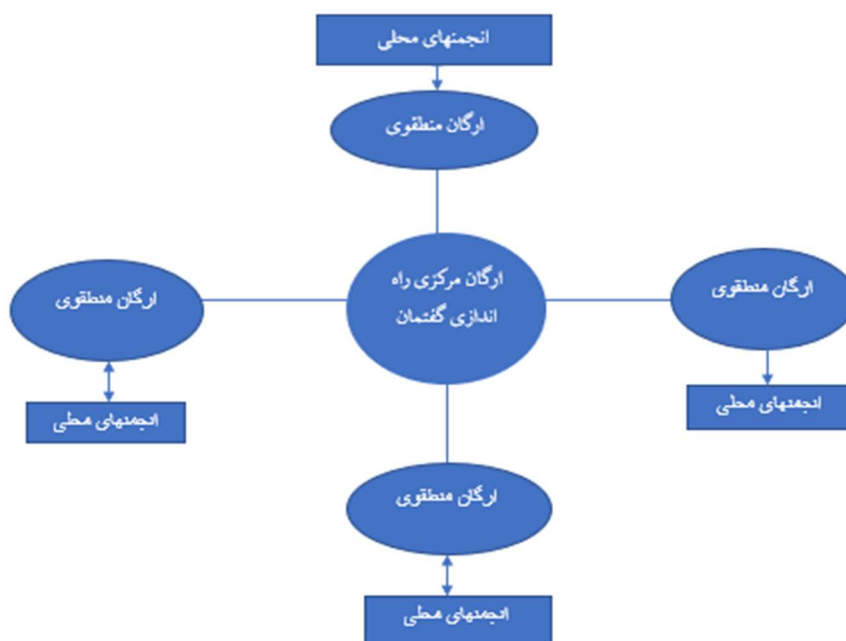 انجمنهای محلی
ارگان منطقوی
ارگان مرکزی راه
اندازی گفتمان
ارگان منطقوی
انجمنهای محلی
ارگان منطقوی
انجمنهای محلی
ارگان منطقوی
انجمنهای محلی